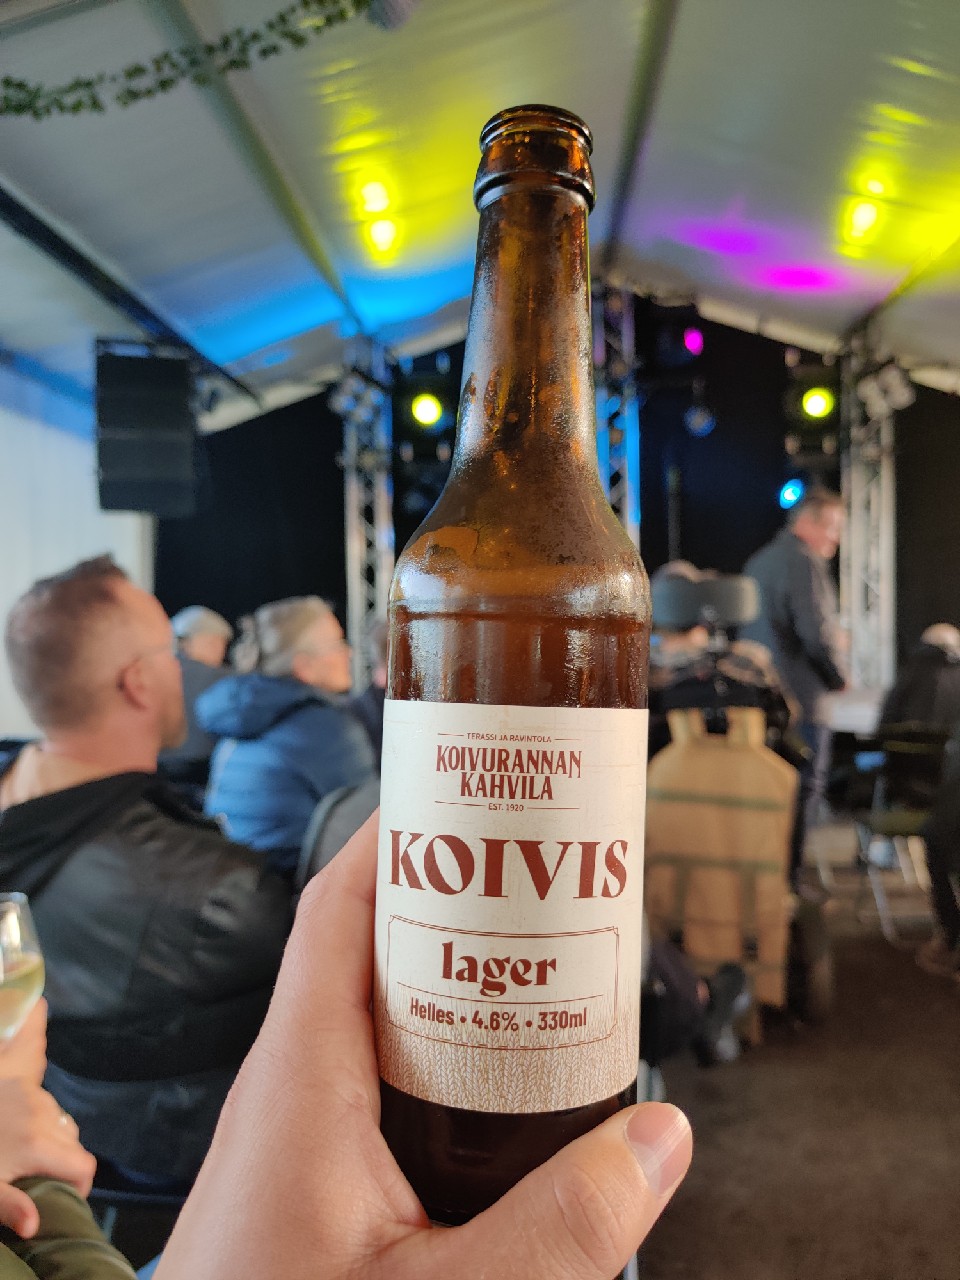 TERASSI JA RAVINTOLA
KOIVURANNAN
KAHVILA
EST. 1920
KOIVIS
lager
Helles • 4.6% • 330ml